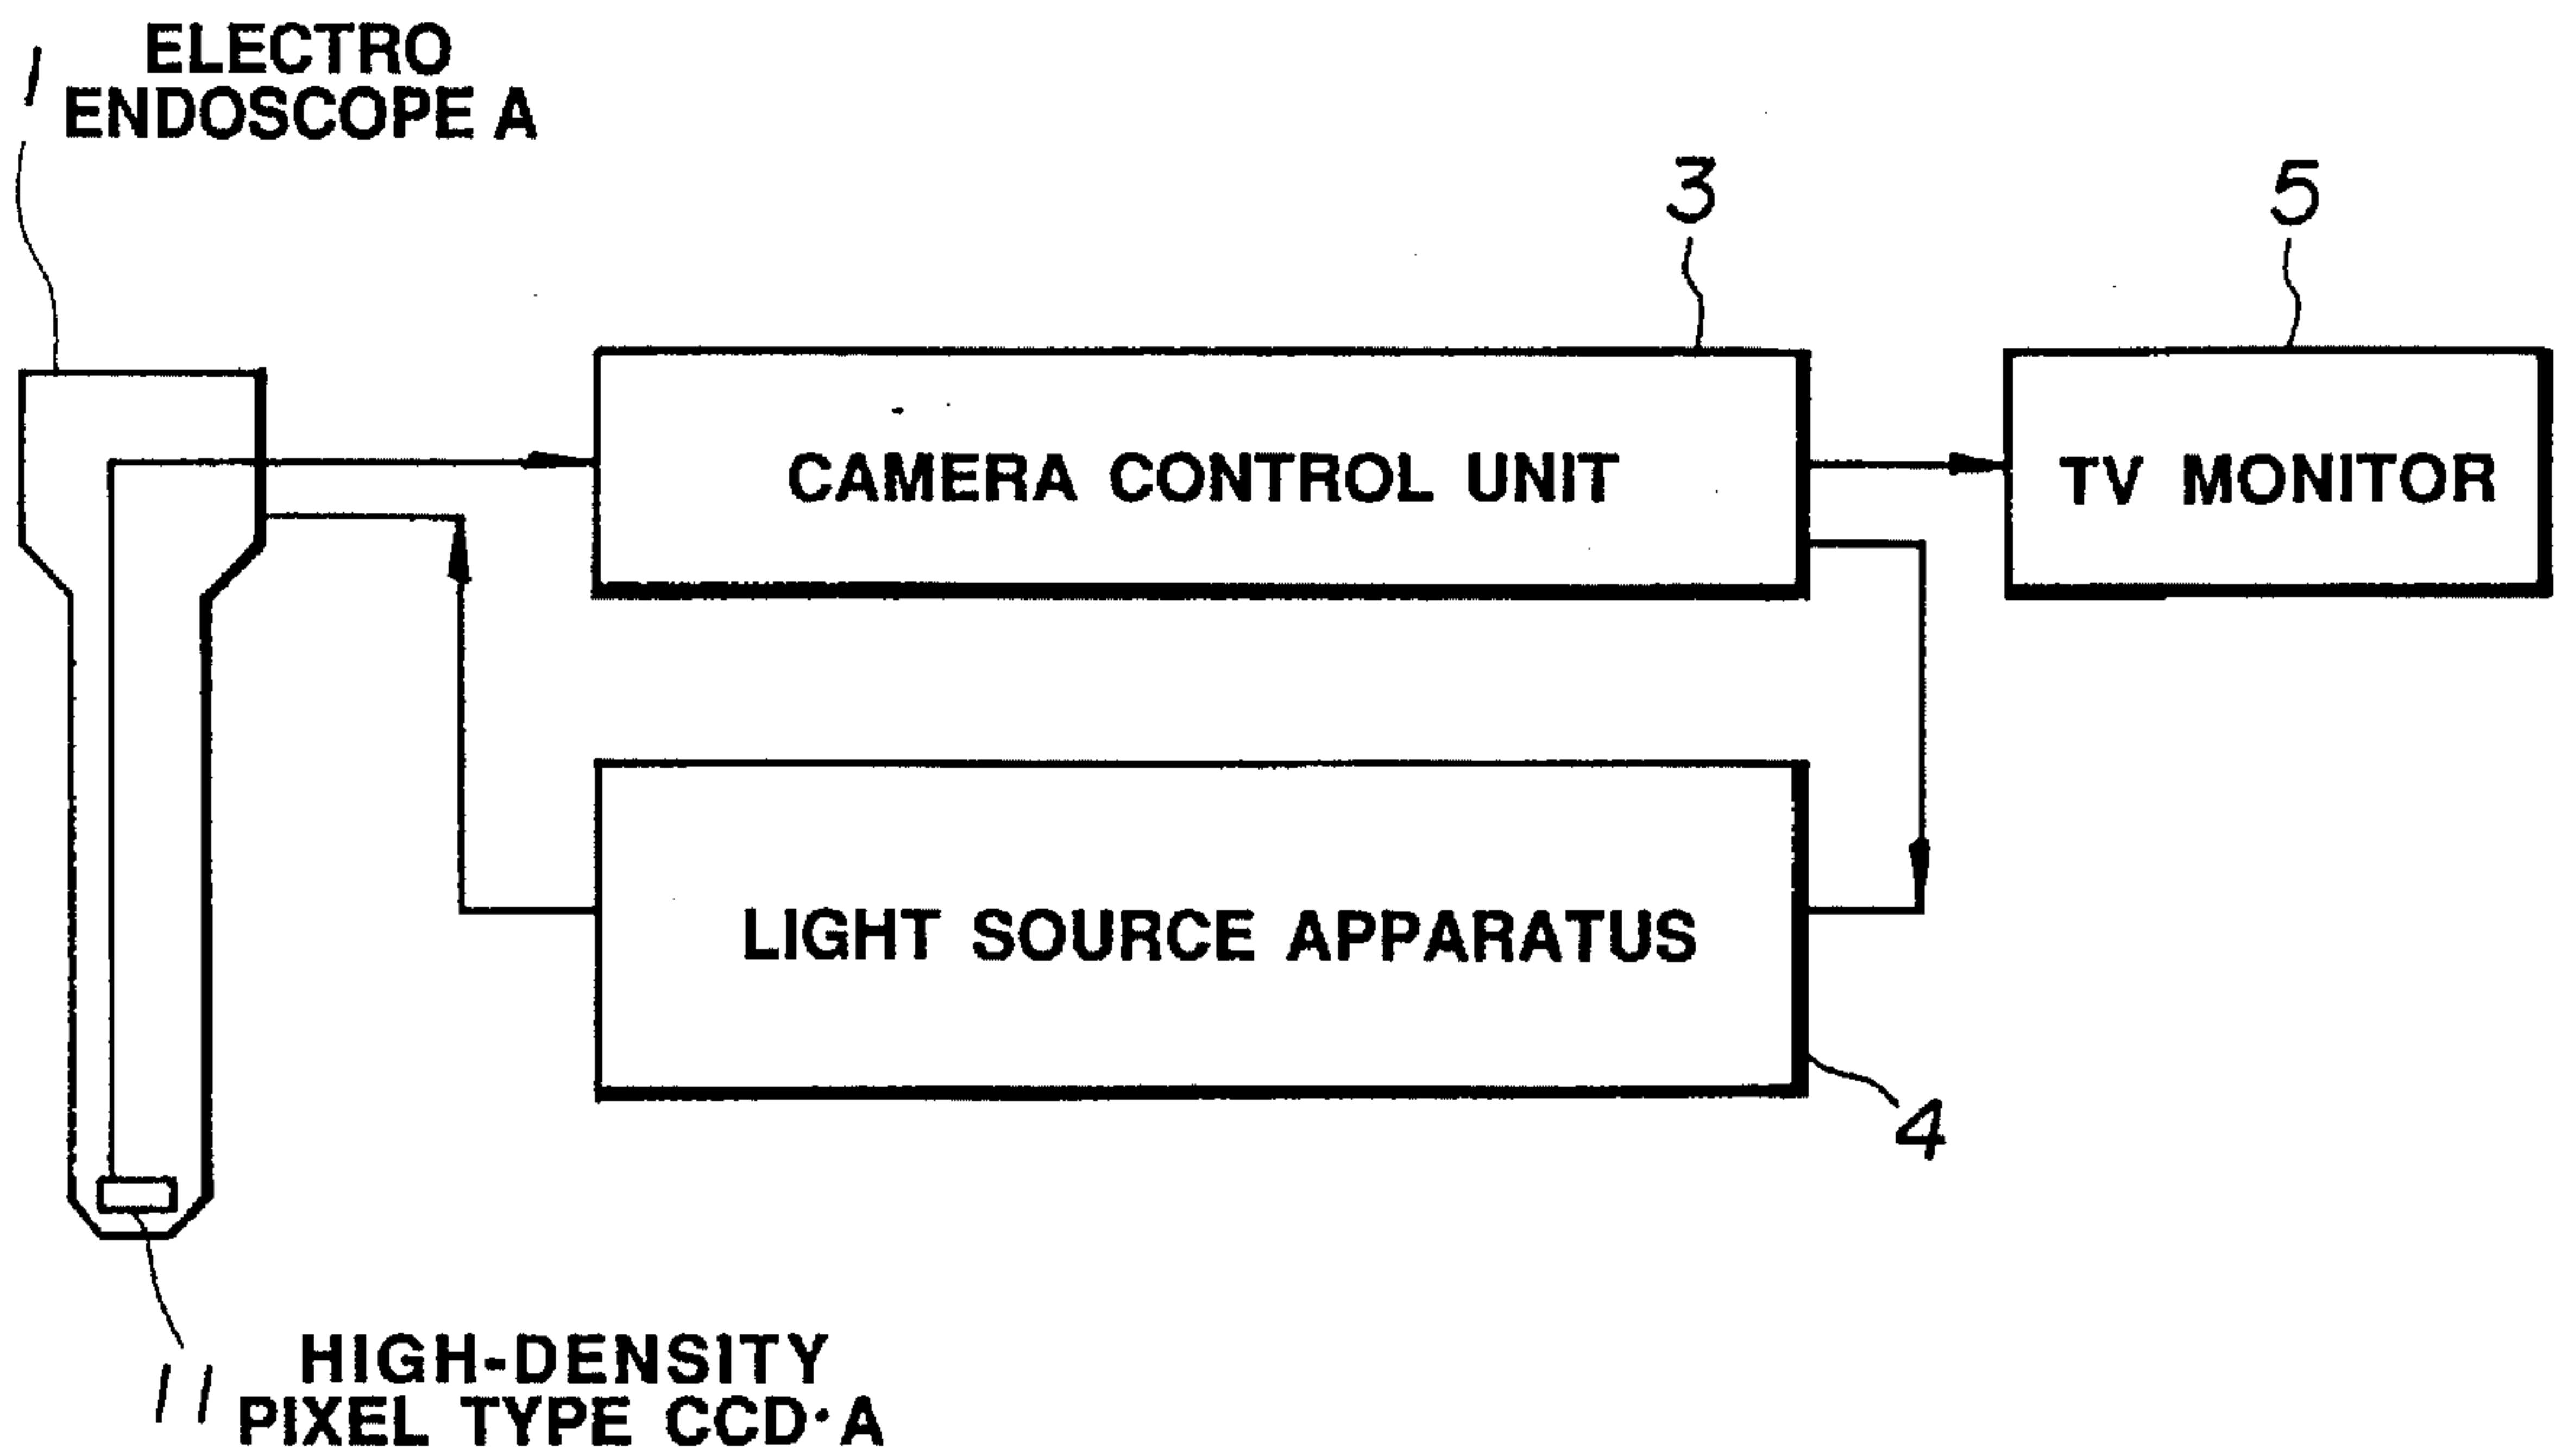 1
ELECTRO
ENDOSCOPE A
3
5
CAMERA CONTROL UNIT
TV MONITOR
LIGHT SOURCE APPARATUS
4
11
HIGH-DENSITY
PIXEL TYPE CCD·A